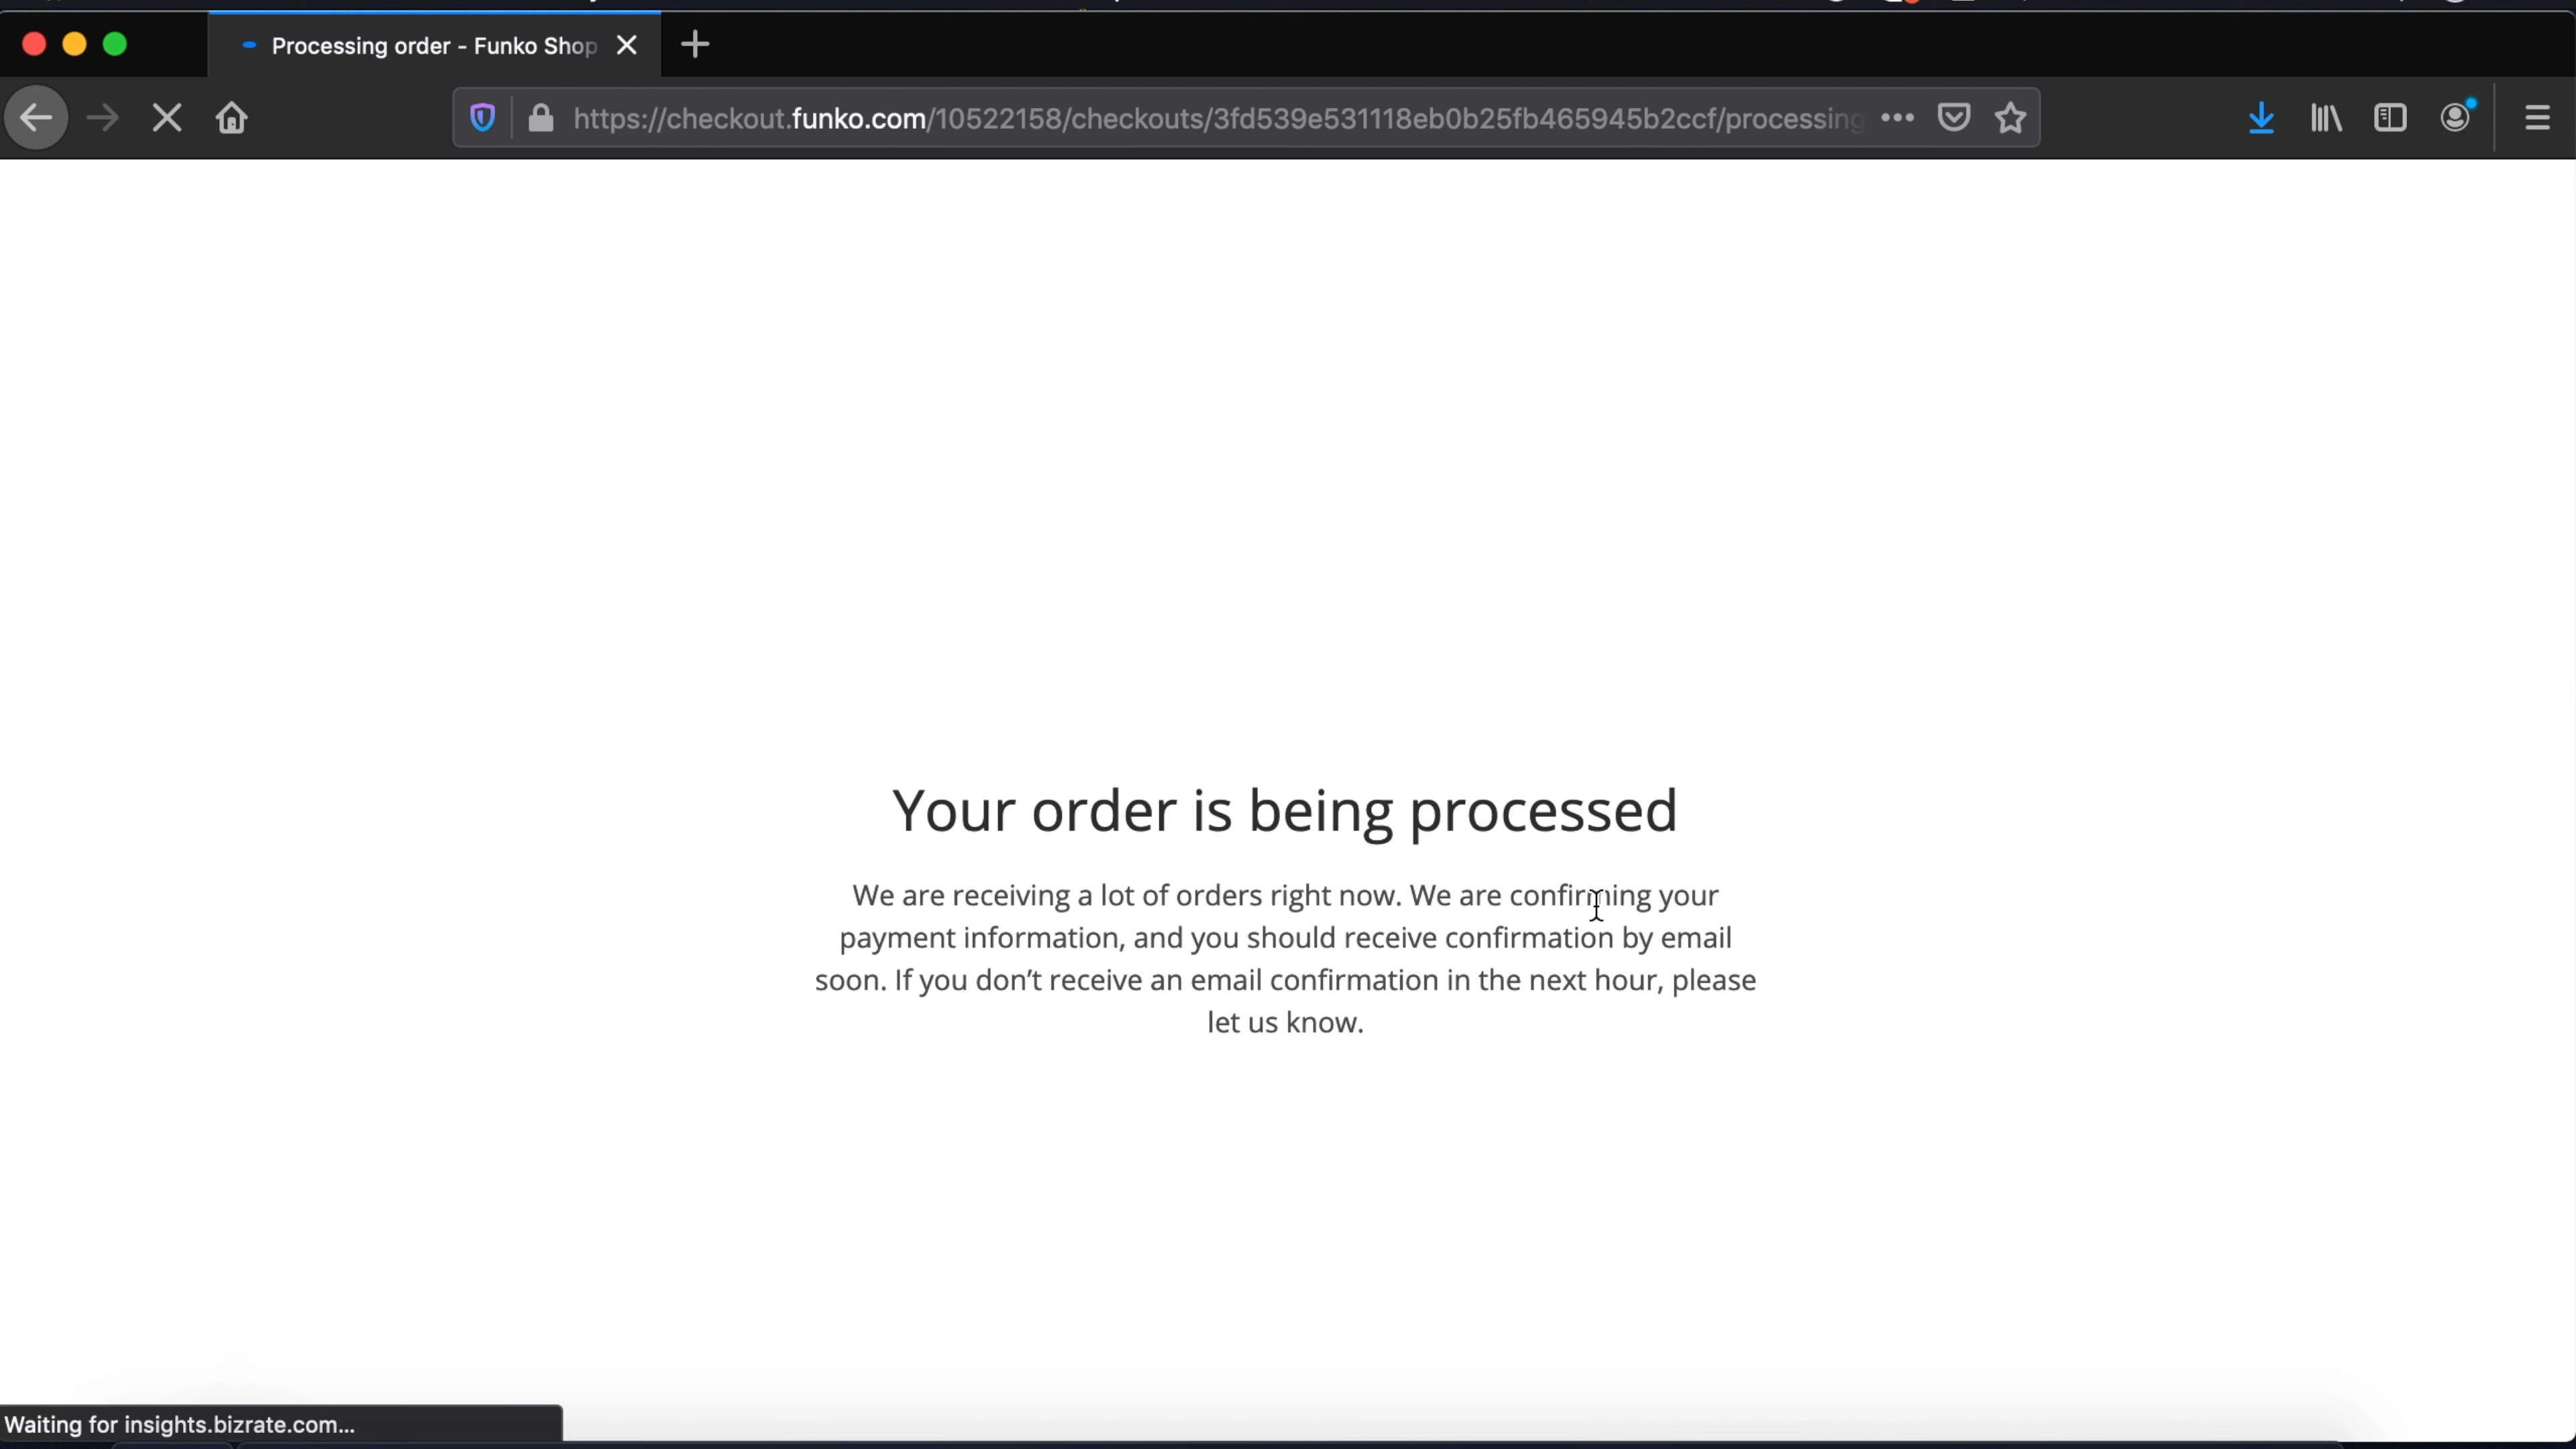 Processing order - Funko Shop
https://checkout.funko.com/10522158/checkouts/3fd539e531118eb0b25fb465945b2ccf/processing
Your order is being processed
We are receiving a lot of orders right now. We are confirming your
payment information, and you should receive confirmation by email
soon. If you don’t receive an email confirmation in the next hour, please
let us know.
Waiting for insights.bizrate.com...